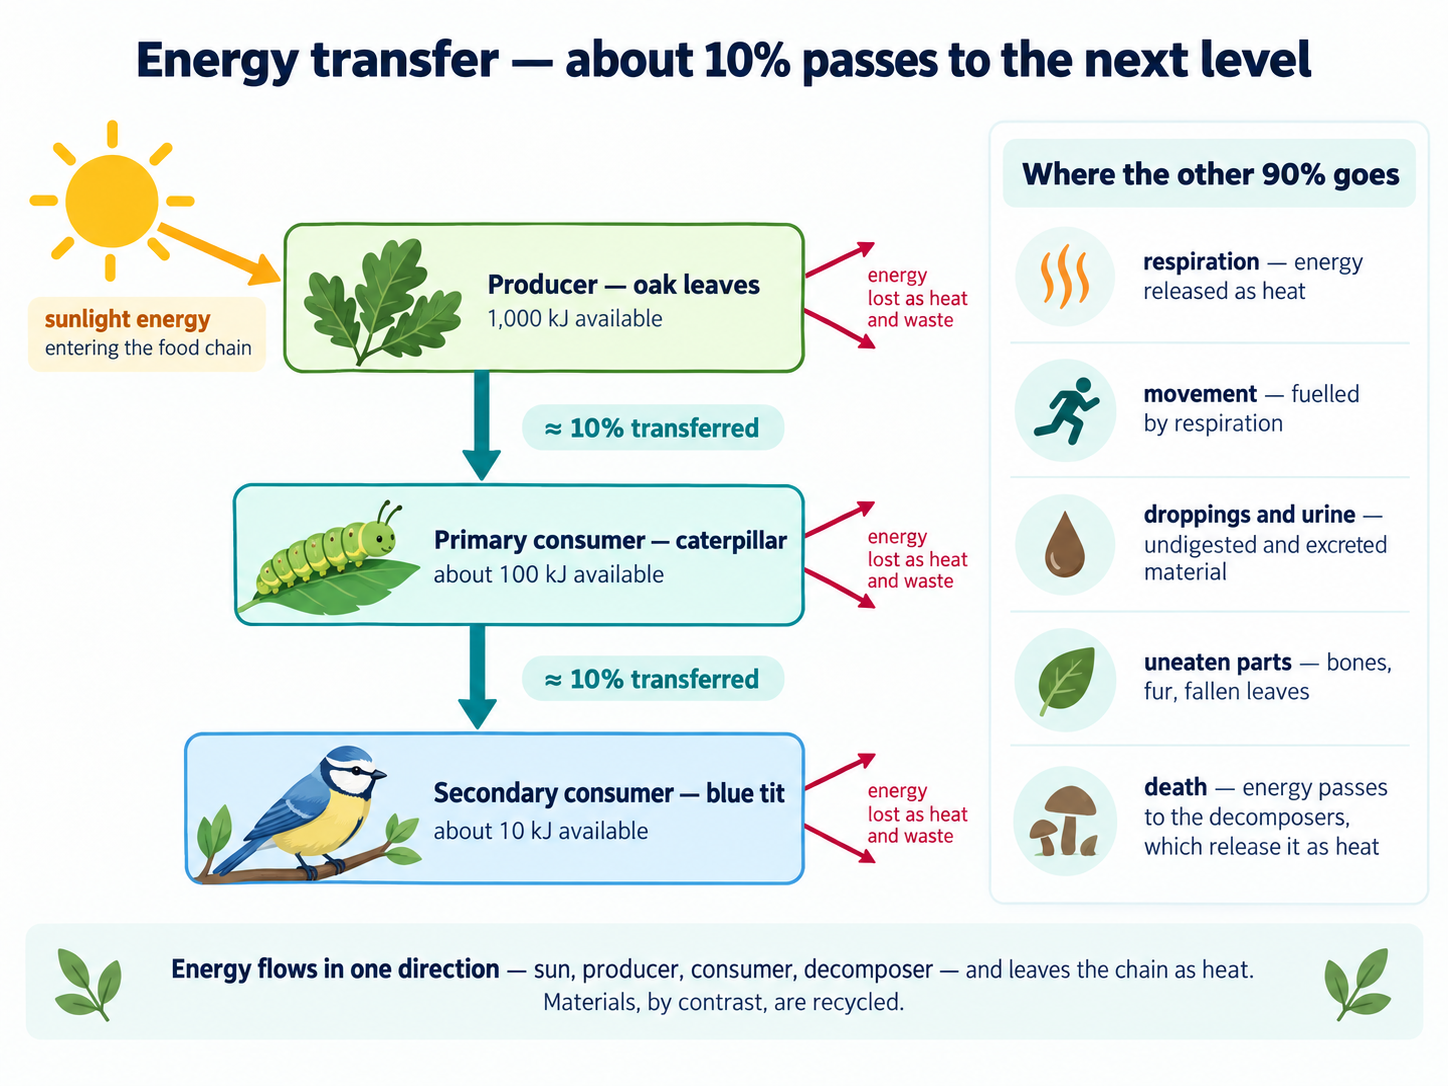 Energy transfer — about 10% passes to the next level
sunlight energy
entering the food chain
Producer — oak leaves
1,000 kJ available
energy
lost as heat
and waste
≈ 10% transferred
Primary consumer — caterpillar
about 100 kJ available
energy
lost as heat
and waste
≈ 10% transferred
Secondary consumer — blue tit
about 10 kJ available
energy
lost as heat
and waste
Where the other 90% goes
respiration — energy
released as heat
movement — fuelled
by respiration
droppings and urine —
undigested and excreted
material
uneaten parts — bones,
fur, fallen leaves
death — energy passes
to the decomposers,
which release it as heat
Energy flows in one direction — sun, producer, consumer, decomposer — and leaves the chain as heat.
Materials, by contrast, are recycled.